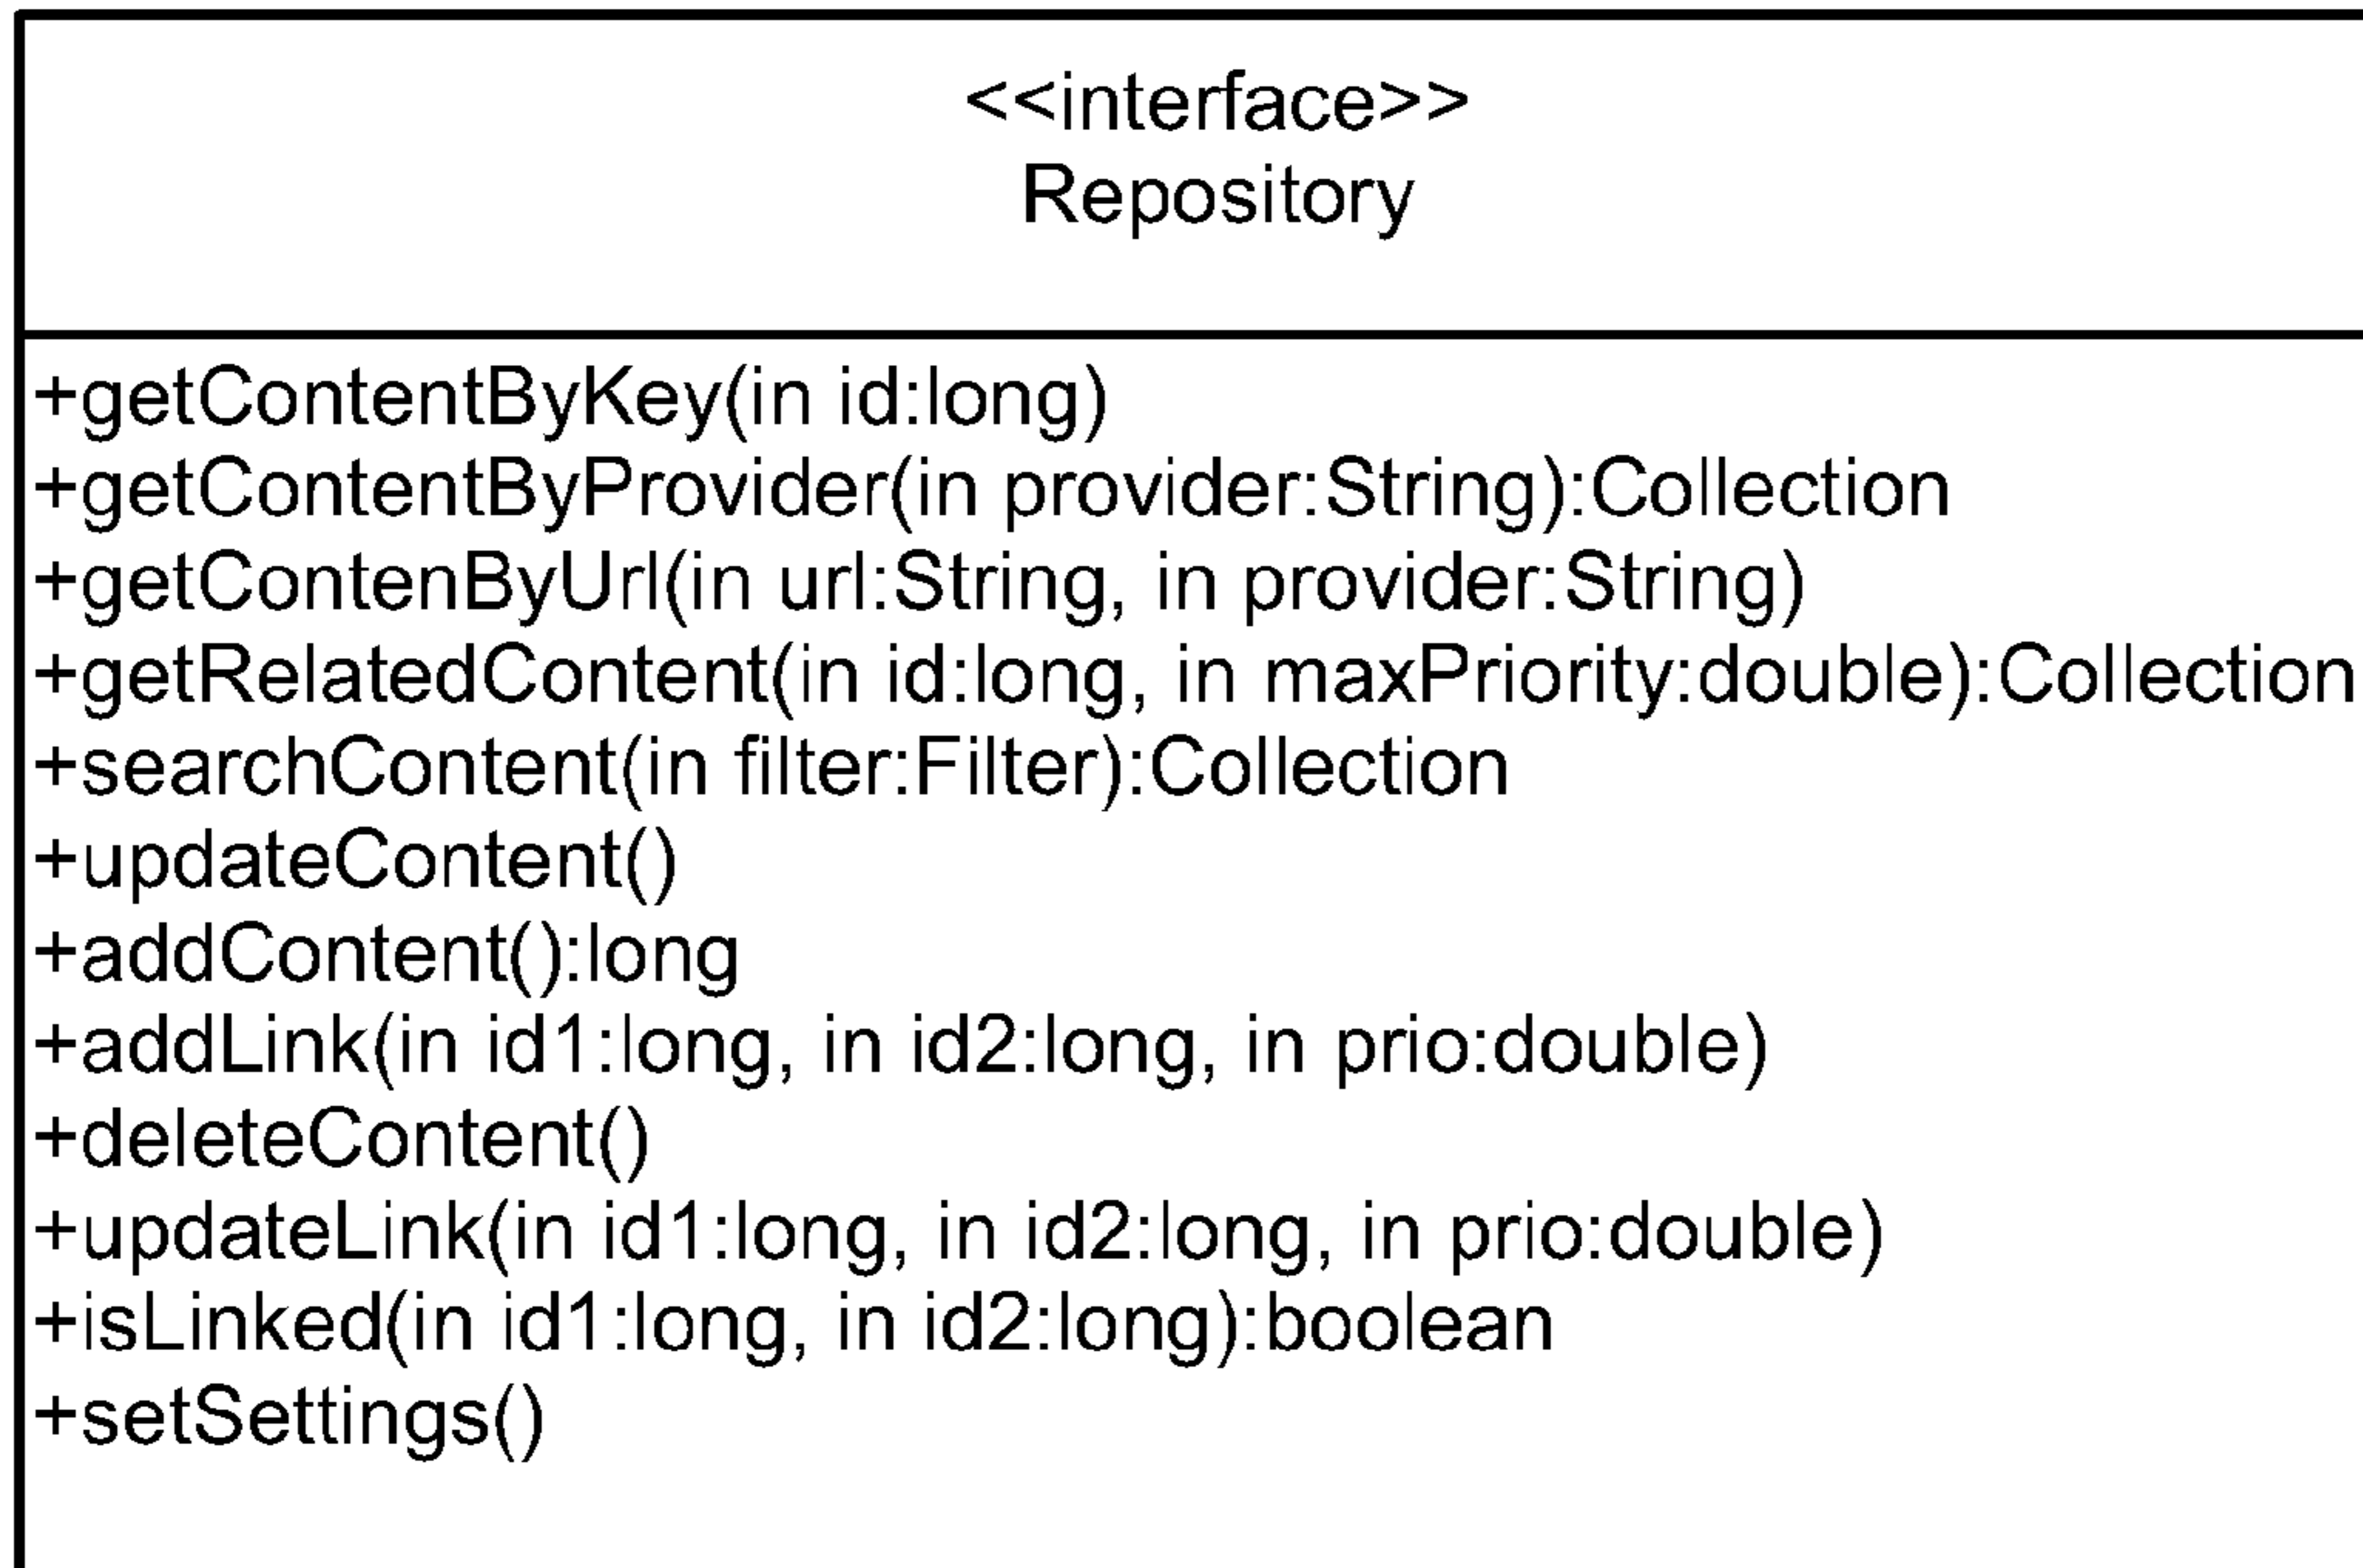 <<interface>>
Repository
+getContentByKey(in id:long)
+getContentByProvider(in provider:String):Collection
+getContenByUrl(in url:String, in provider:String)
+getRelatedContent(in id:long, in maxPriority:double):Collection
+searchContent(in filter:Filter):Collection
+updateContent()
+addContent():long
+addLink(in id1:long, in id2:long, in prio:double)
+deleteContent()
+updateLink(in id1:long, in id2:long, in prio:double)
+isLinked(in id1:long, in id2:long):boolean
+setSettings()